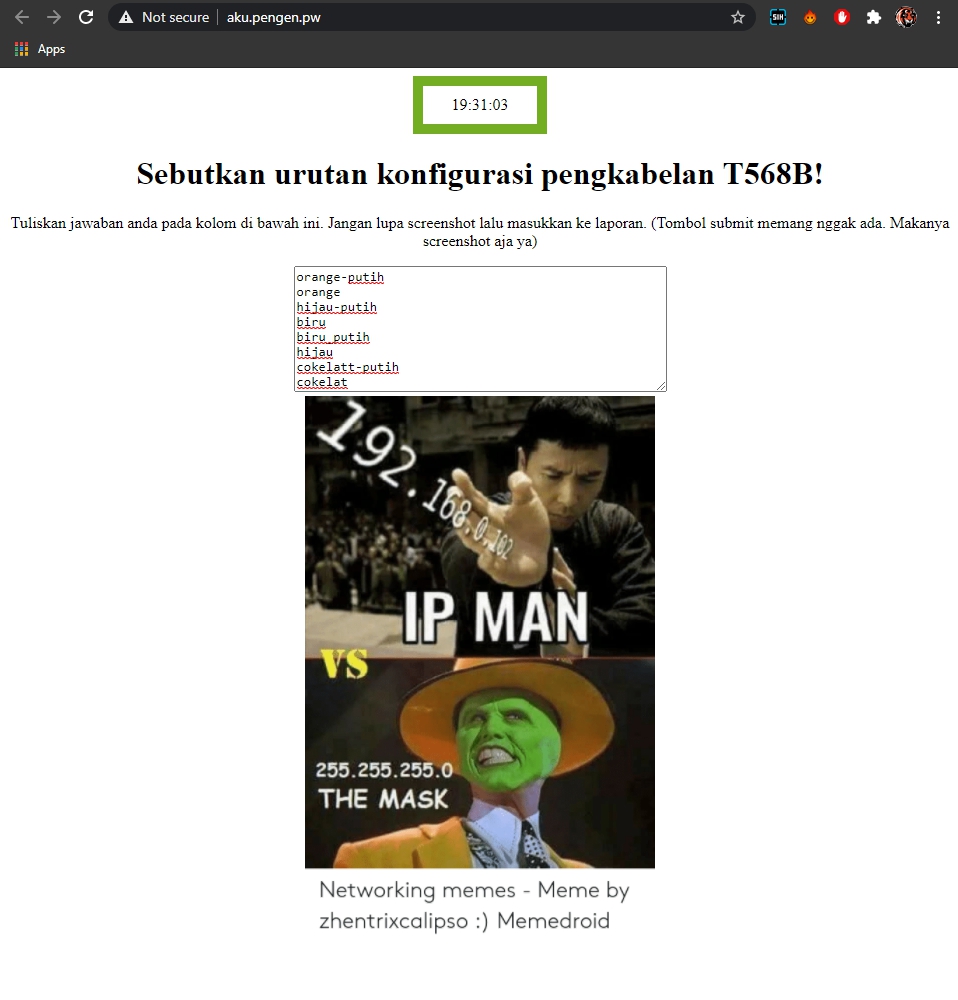 Not secure
aku.pengen.pw
SIH
Apps
19:31:03
Sebutkan urutan konfigurasi pengkabelan T568B!
Tuliskan jawaban anda pada kolom di bawah ini. Jangan lupa screenshot lalu masukkan ke laporan. (Tombol submit memang nggak ada. Makanya
screenshot aja ya)
orange-putih
orange
hijau-putih
biru
biru_putih
hijau
cokelatt-putih
cokelat
192.168.0.102
IP MAN
VS
255.255.255.0
THE MASK
Networking memes - Meme by
zhentrixcalipso :) Memedroid